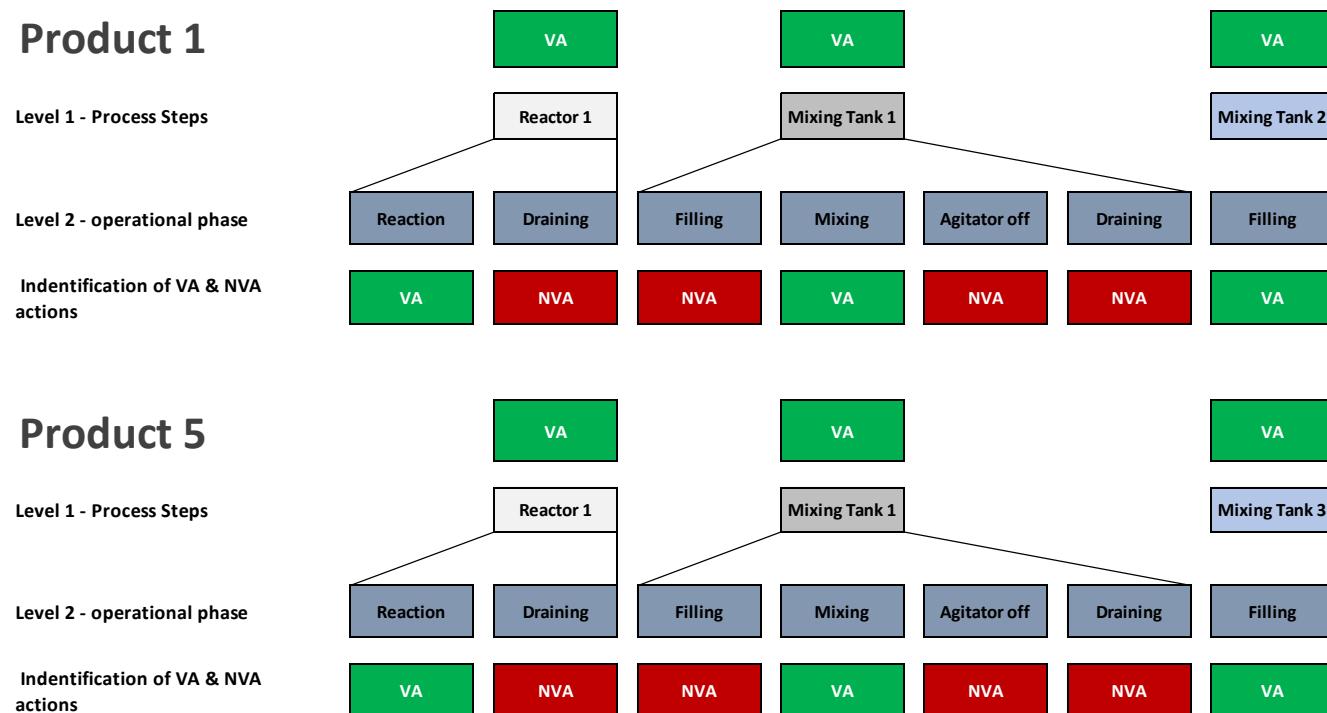 Product 1
VA VA VA
Level 1 - Process Steps
Reactor 1 Mixing Tank 1 Mixing Tank 2
Level 2 - operational phase
Reaction Draining Filling Mixing Agitator off Draining Filling
Indentification of VA & NVA
actions
VA NVA NVA VA NVA NVA VA
Product 5
VA VA VA
Level 1 - Process Steps
Reactor 1 Mixing Tank 1 Mixing Tank 3
Level 2 - operational phase
Reaction Draining Filling Mixing Agitator off Draining Filling
Indentification of VA & NVA
actions
VA NVA NVA VA NVA NVA VA